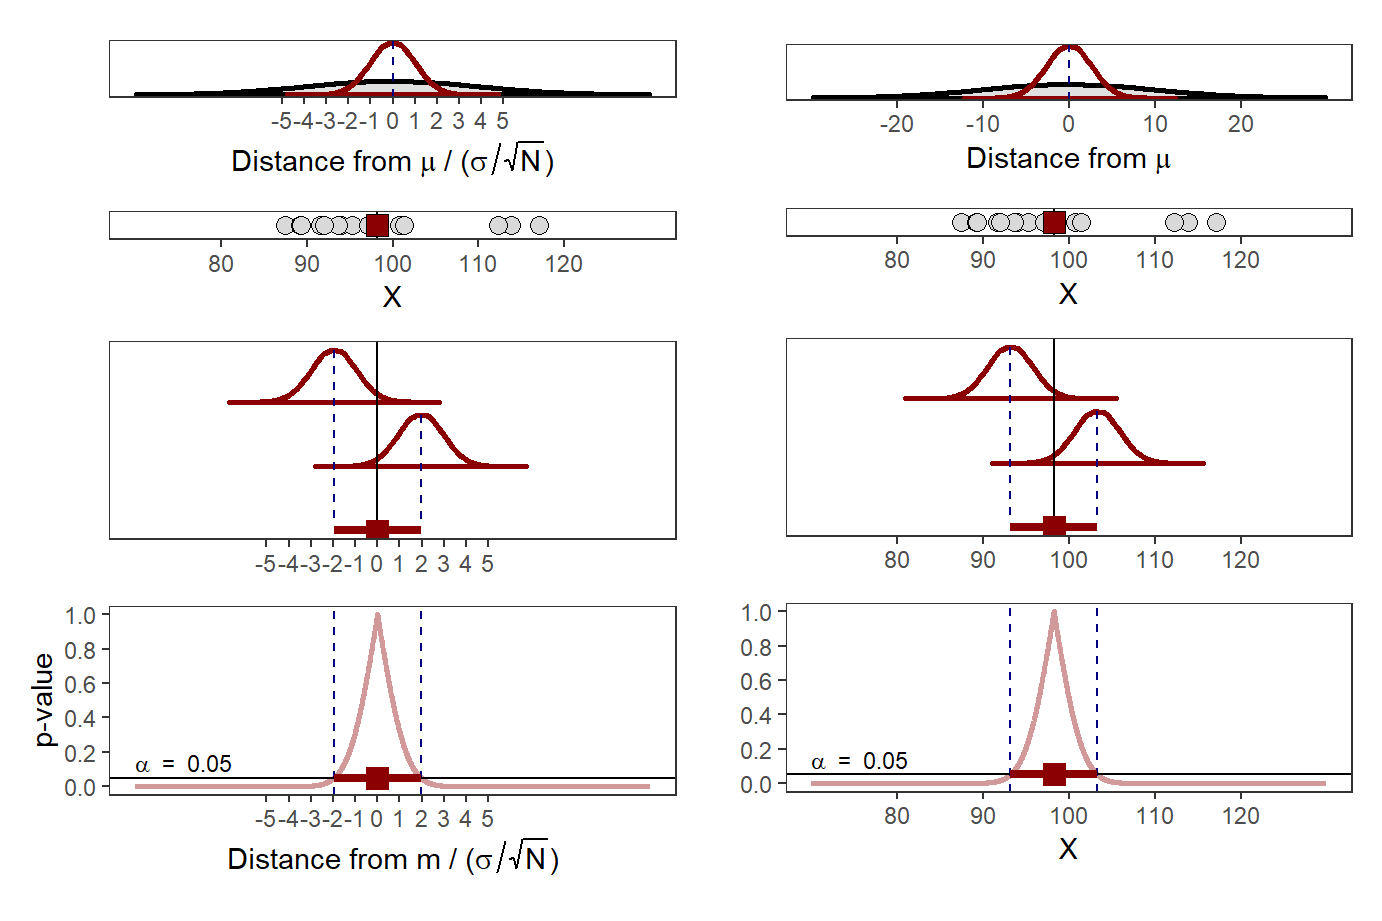 -5 -4 -3 -2 -1 0 1 2 3 4 5
Distance from μ / (σ/√N)
-20 -10 0 10 20
Distance from μ
80 90 100 110 120
X
80 90 100 110 120
X
-5 -4 -3 -2 -1 0 1 2 3 4 5
80 90 100 110 120
p-value
1.0
0.8
0.6
0.4
0.2
0.0
α = 0.05
-5 -4 -3 -2 -1 0 1 2 3 4 5
Distance from m / (σ/√N)
1.0
0.8
0.6
0.4
0.2
0.0
α = 0.05
80 90 100 110 120
X